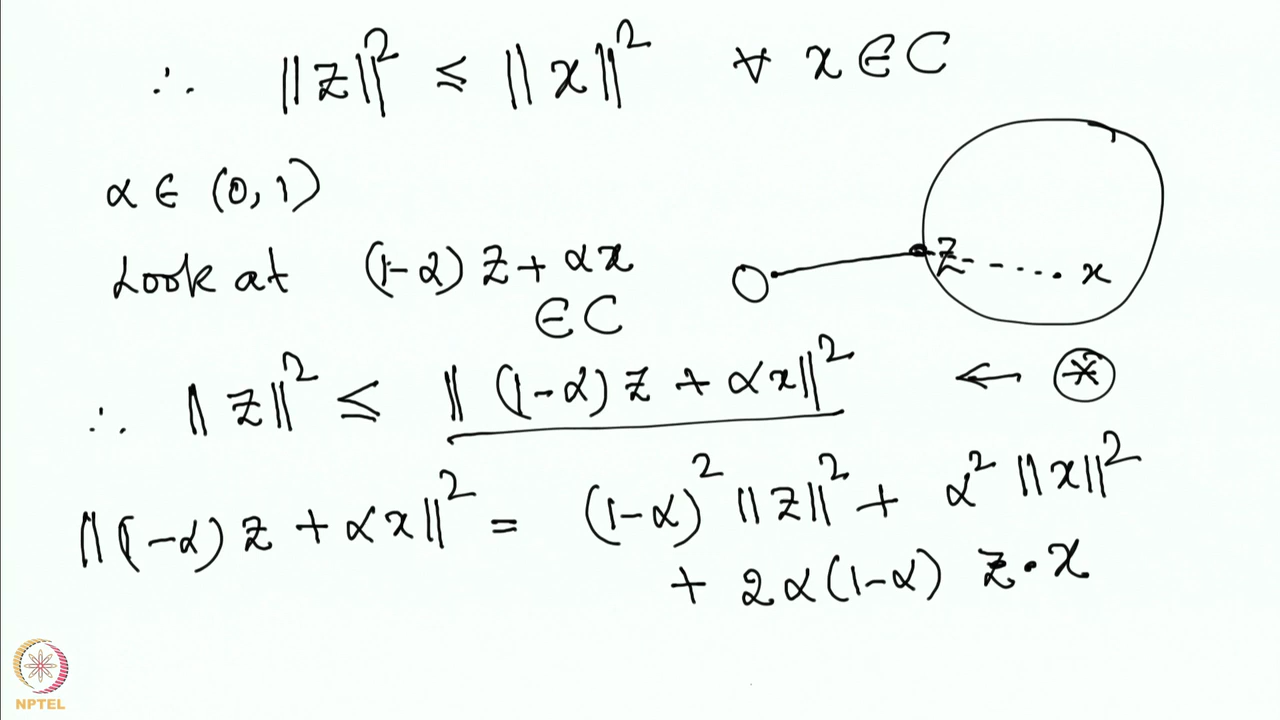 ∴ ||z||² ≤ ||x||² ∀ x ∈ C
α ∈ (0,1)
Look at (1-α) z + αx
∈ C
O z x
∴ ||z||² ≤ ||(1-α) z + αx||² ← *
||(1-α) z + αx||² = (1-α)² ||z||² + α² ||x||²
+ 2α(1-α) z·x
NPTEL